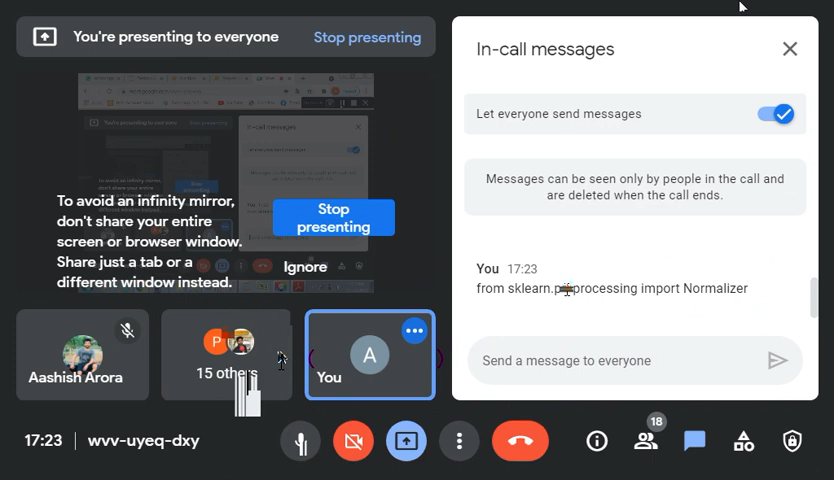 You're presenting to everyone
Stop presenting
To avoid an infinity mirror,
don't share your entire
screen or browser window.
Share just a tab or a
different window instead.
Stop
presenting
Ignore
Aashish Arora
P
15 others
A
You
In-call messages
Let everyone send messages
Messages can be seen only by people in the call and
are deleted when the call ends.
You 17:23
from sklearn.preprocessing import Normalizer
Send a message to everyone
17:23 wvv-uyeq-dxy
18